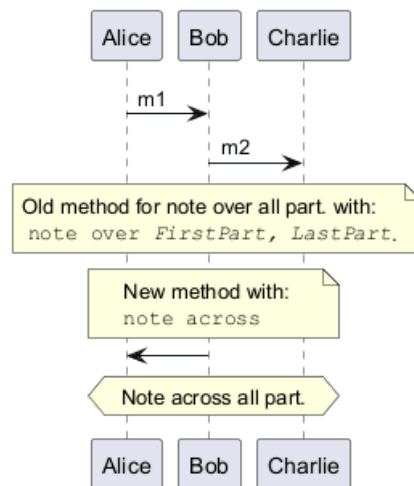 Alice Bob Charlie
m1
m2
Old method for note over all part. with:
note over FirstPart, LastPart.
New method with:
note across
Note across all part.
Alice Bob Charlie